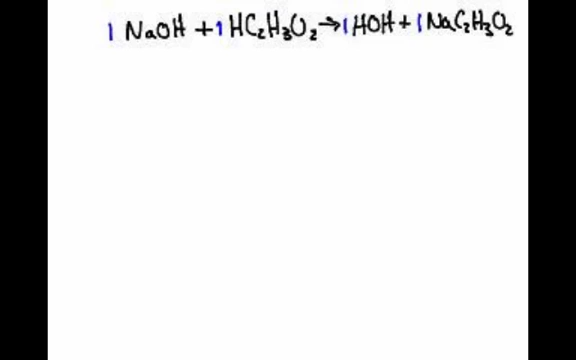 1 NaOH + 1 HC₂H₃O₂ → 1 HOH + 1 NaC₂H₃O₂